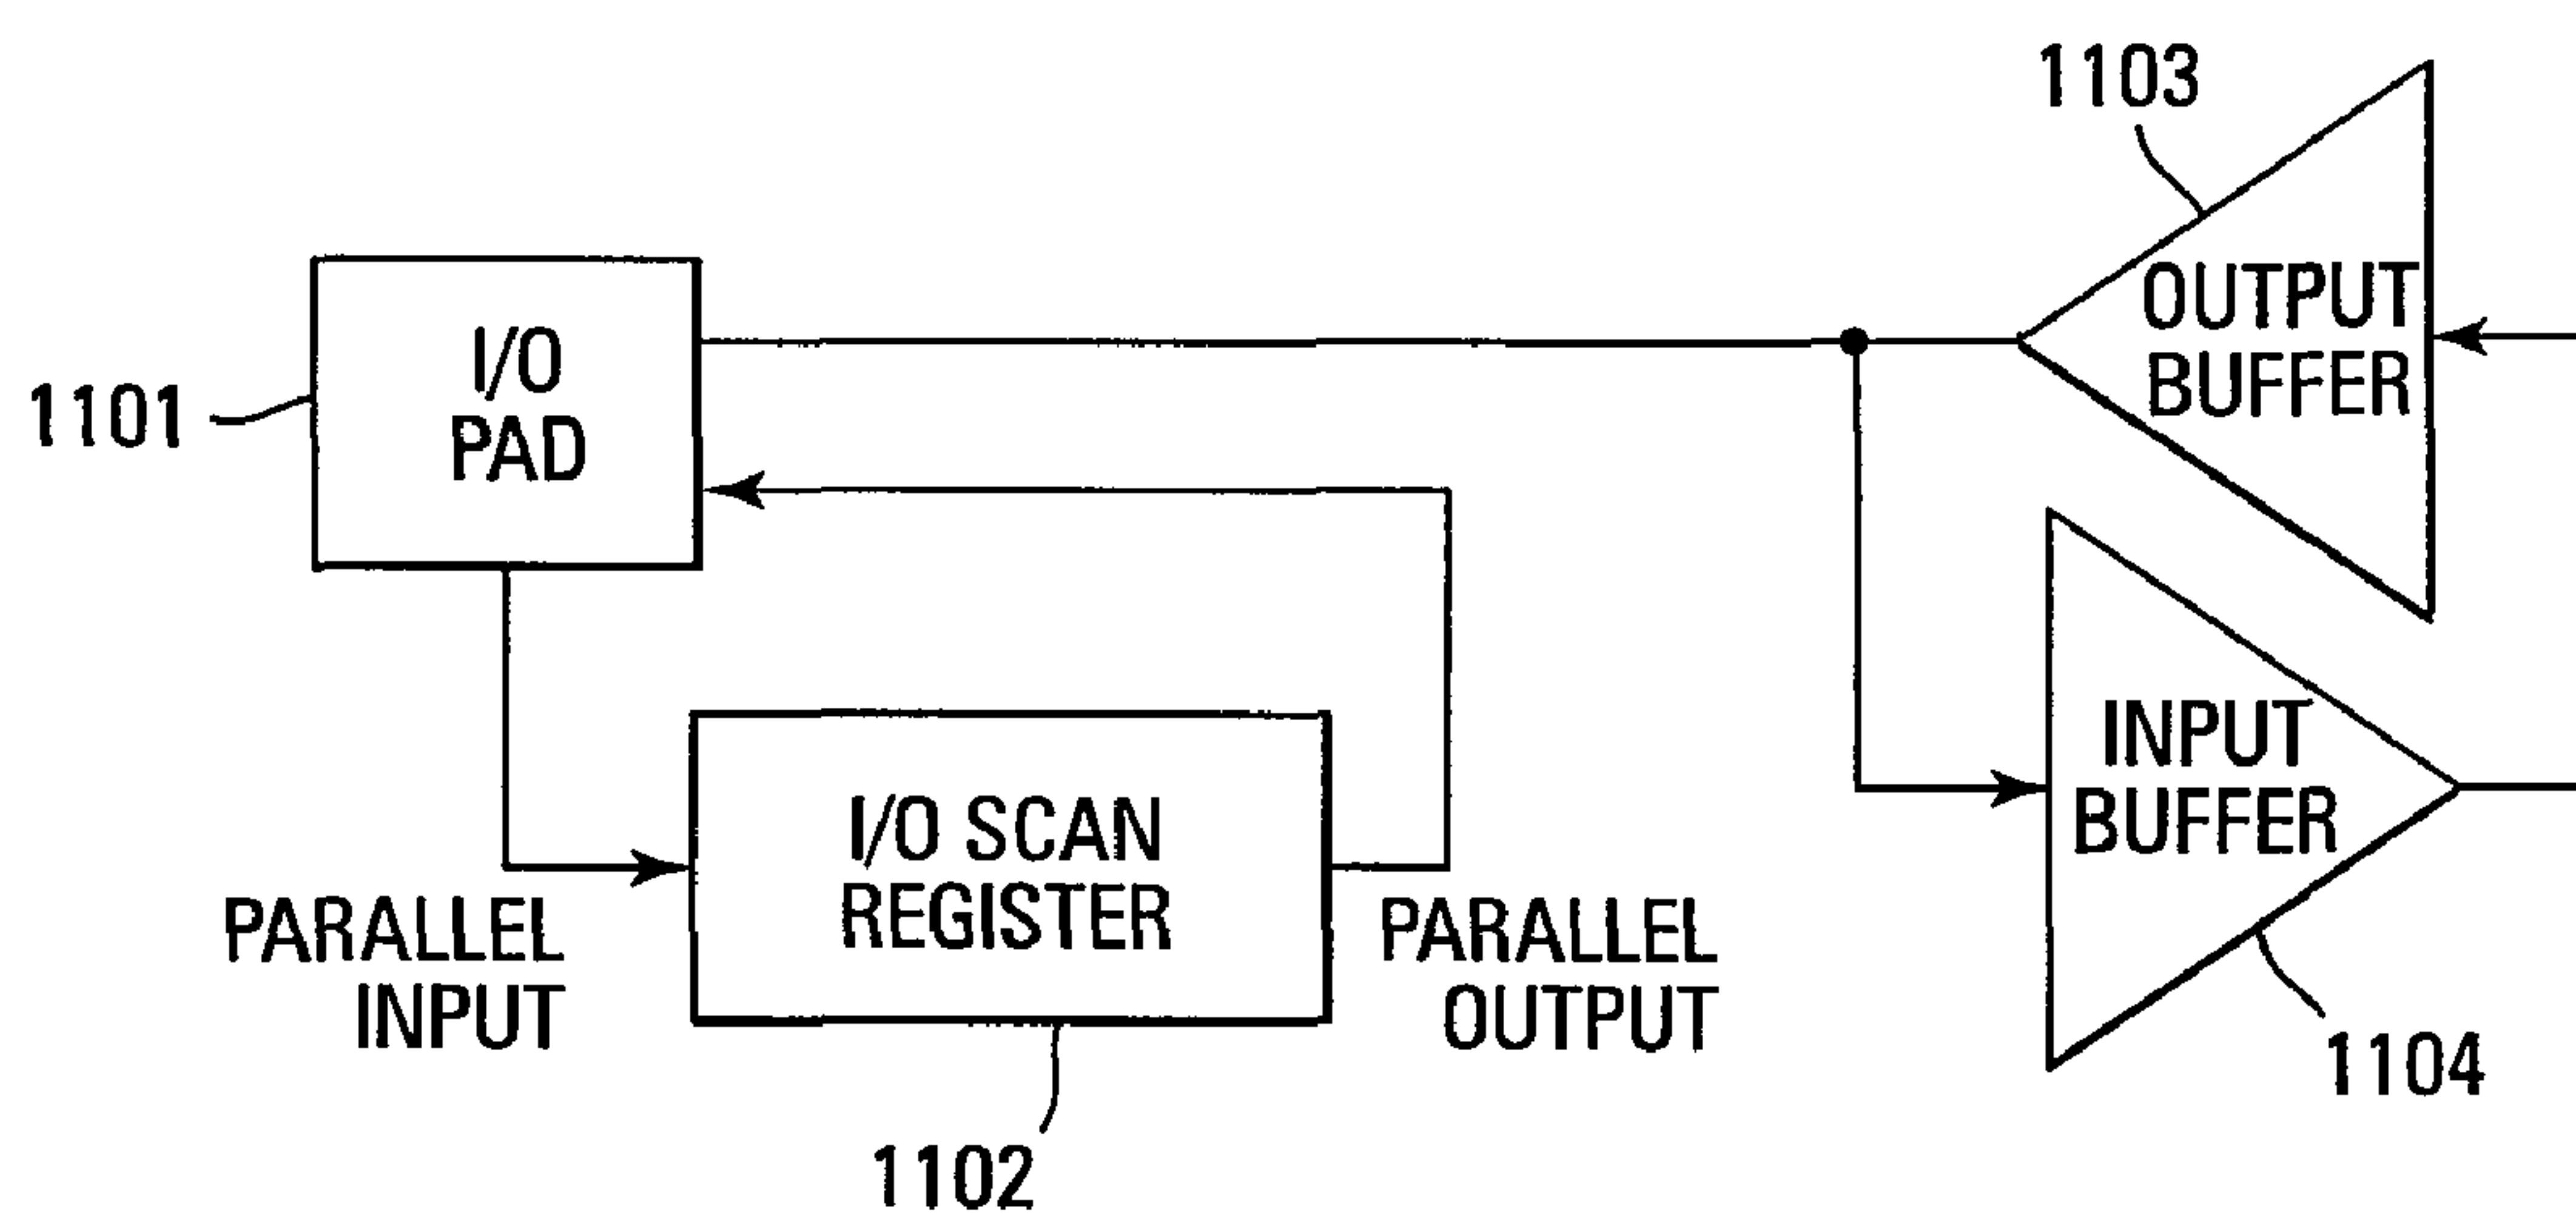 1103
OUTPUT
BUFFER
I/O
PAD
1101
INPUT
BUFFER
I/O SCAN
REGISTER
PARALLEL
INPUT
PARALLEL
OUTPUT
1104
1102